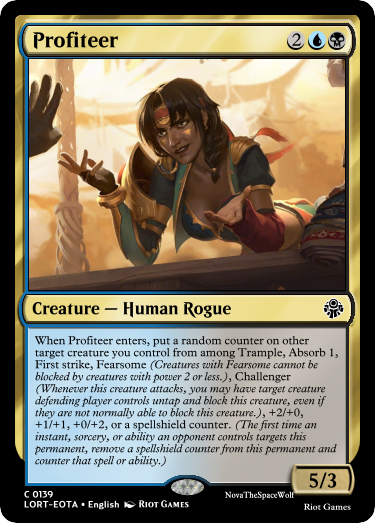 Profiteer 2
Creature — Human Rogue
When Profiteer enters, put a random counter on other
target creature you control from among Trample, Absorb 1,
First strike, Fearsome (Creatures with Fearsome cannot be
blocked by creatures with power 2 or less.), Challenger
(Whenever this creature attacks, you may have target creature
defending player controls untap and block this creature, even if
they are not normally able to block this creature.), +2/+0,
+1/+1, +0/+2, or a spellshield counter. (The first time an
instant, sorcery, or ability an opponent controls targets this
permanent, remove a spellshield counter from this permanent and
counter that spell or ability.)
5/3
C 0139
LORT-EOTA • English Riot Games
NovaTheSpaceWolf
Riot Games